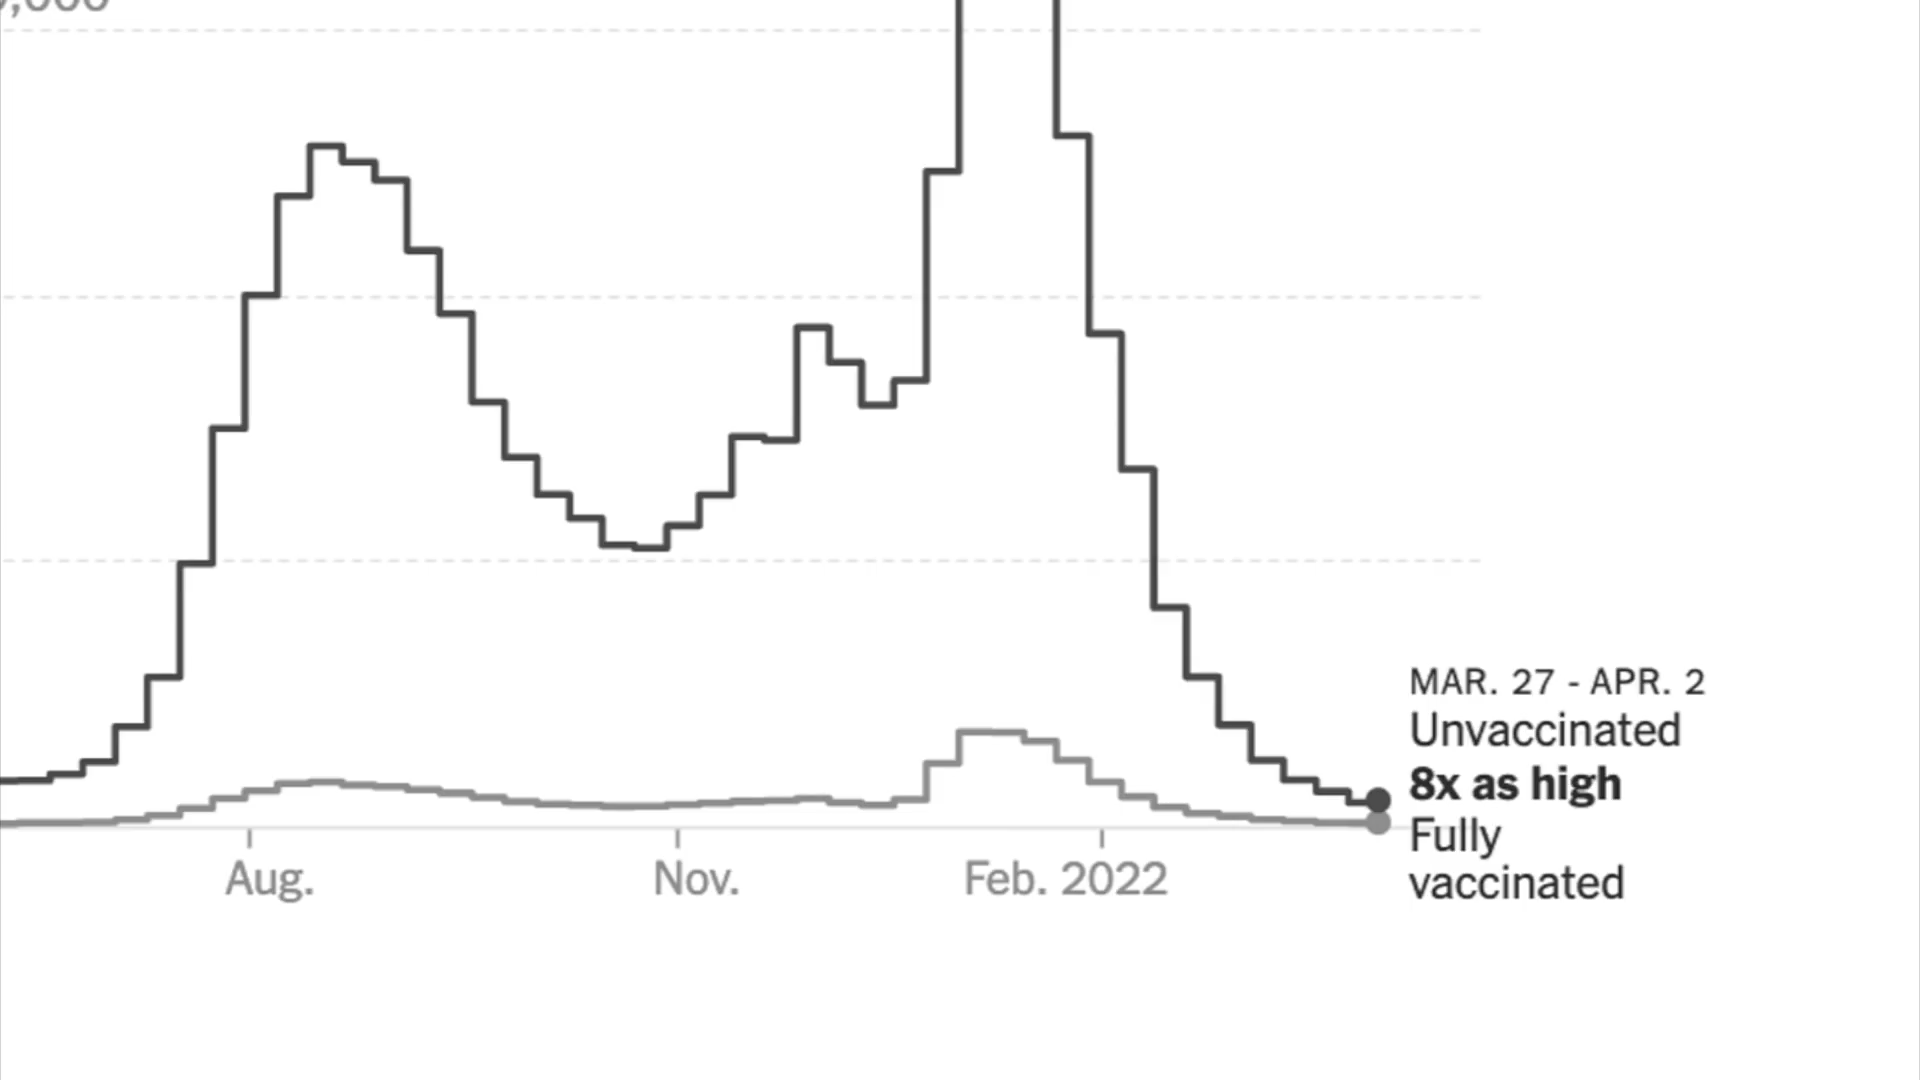 Aug.
Nov.
Feb. 2022
MAR. 27 - APR. 2
Unvaccinated
8x as high
Fully
vaccinated